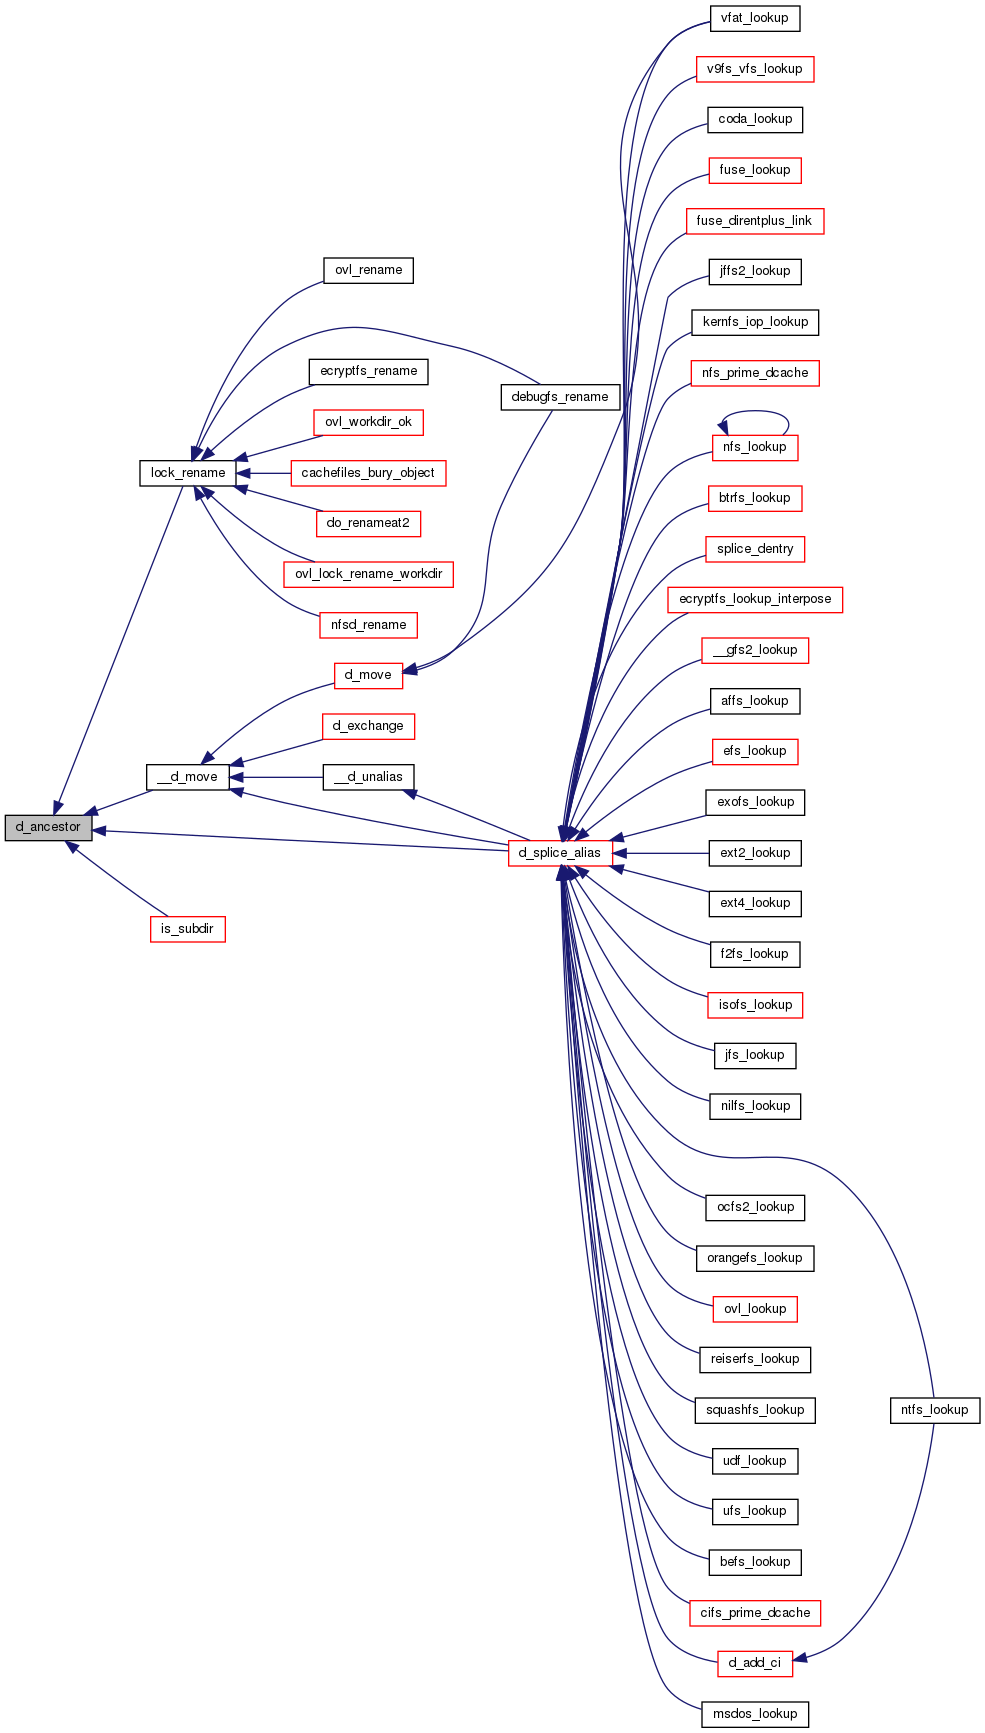 vfat_lookup
v9fs_vfs_lookup
coda_lookup
fuse_lookup
fuse_direntplus_link
ovl_rename
jffs2_lookup
kernfs_iop_lookup
ecryptfs_rename
nfs_prime_dcache
debugfs_rename
ovl_workdir_ok
nfs_lookup
lock_rename
cachefiles_bury_object
btrfs_lookup
do_renameat2
splice_dentry
ovl_lock_rename_workdir
ecryptfs_lookup_interpose
nfsd_rename
__gfs2_lookup
d_move
affs_lookup
d_exchange
efs_lookup
__d_move
__d_unalias
exofs_lookup
d_ancestor
d_splice_alias
ext2_lookup
ext4_lookup
is_subdir
f2fs_lookup
isofs_lookup
jfs_lookup
nilfs_lookup
ocfs2_lookup
orangefs_lookup
ovl_lookup
reiserfs_lookup
squashfs_lookup
ntfs_lookup
udf_lookup
ufs_lookup
befs_lookup
cifs_prime_dcache
d_add_ci
msdos_lookup